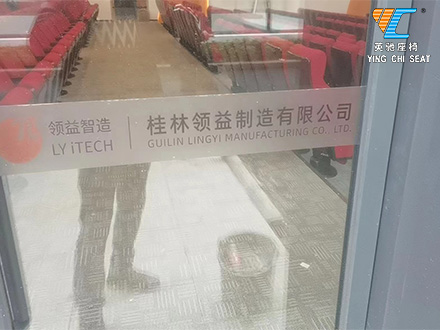 英驰座椅
YING CHI SEAT
领益智造
LY iTECH
桂林领益制造有限公司
GUILIN LINGYI MANUFACTURING CO., LTD.